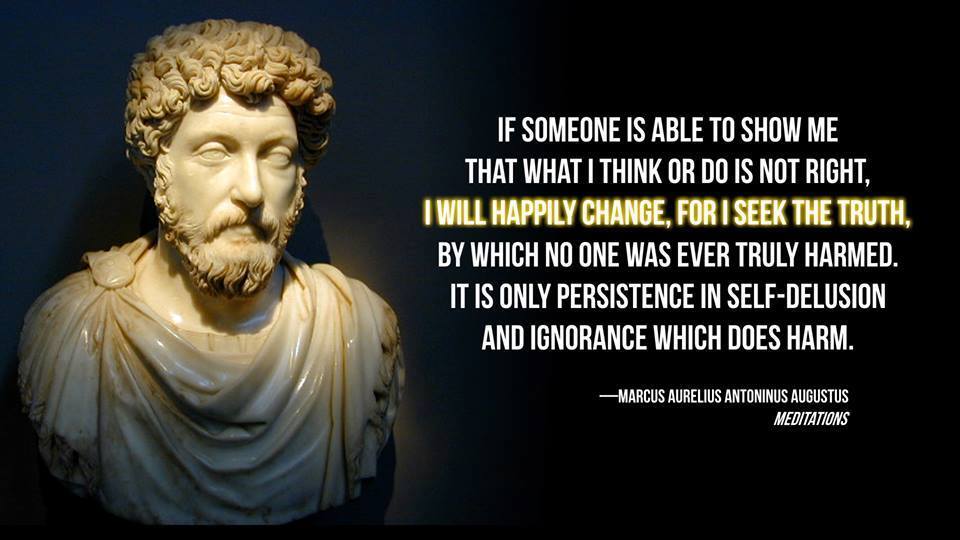 IF SOMEONE IS ABLE TO SHOW ME
THAT WHAT I THINK OR DO IS NOT RIGHT,
I WILL HAPPILY CHANGE, FOR I SEEK THE TRUTH,
BY WHICH NO ONE WAS EVER TRULY HARMED.
IT IS ONLY PERSISTENCE IN SELF-DELUSION
AND IGNORANCE WHICH DOES HARM.
—MARCUS AURELIUS ANTONINUS AUGUSTUS
MEDITATIONS